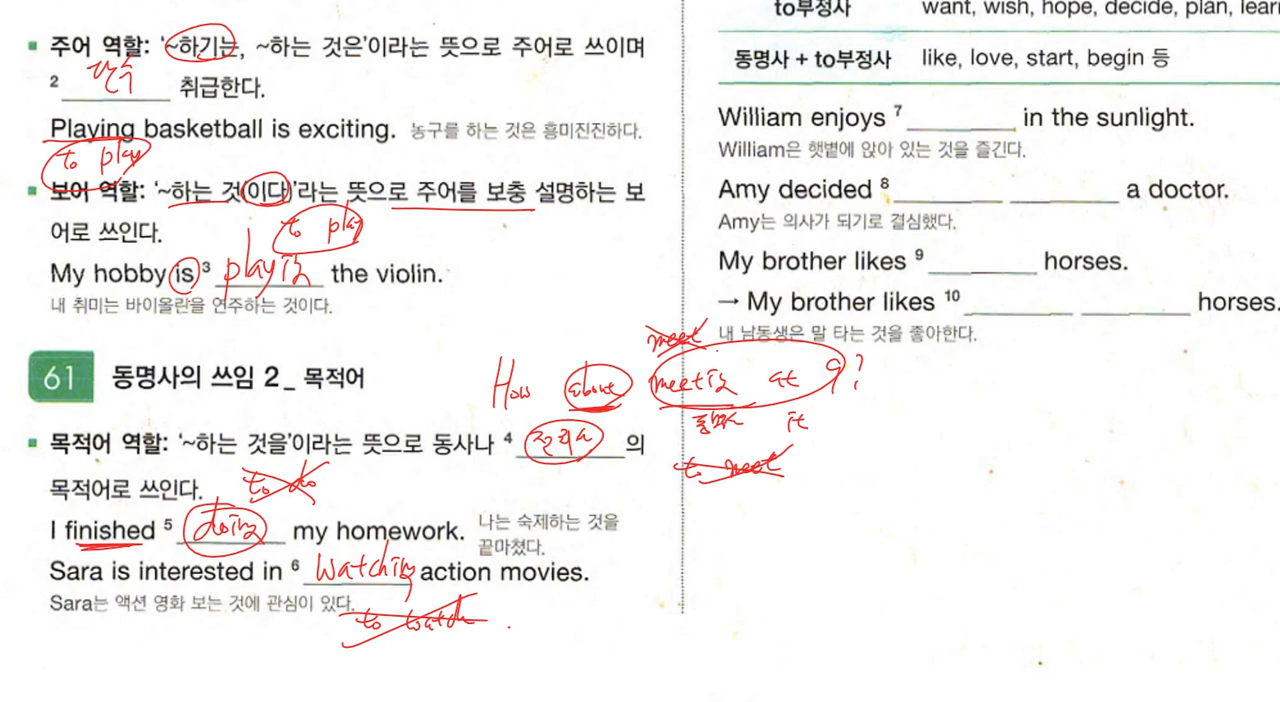 주어 역할: '~하기는, ~하는 것은'이라는 뜻으로 주어로 쓰이며
2 단수 취급한다.
Playing basketball is exciting. 농구를 하는 것은 흥미진진하다.
to play
보어 역할: '~하는 것(이다)'라는 뜻으로 주어를 보충 설명하는 보
어로 쓰인다.
to play
My hobby is 3 playing the violin.
내 취미는 바이올란을 연주하는 것이다.
61 동명사의 쓰임 2_ 목적어
목적어 역할: '~하는 것을'이라는 뜻으로 동사나 4 전치사 의
목적어로 쓰인다.
to do
I finished 5 doing my homework. 나는 숙제하는 것을
끝마쳤다.
Sara is interested in 6 watching action movies.
Sara는 액션 영화 보는 것에 관심이 있다.
to watch
to부정사 want, wish, hope, decide, plan, lear
동명사 + to부정사 like, love, start, begin 등
William enjoys 7 in the sunlight.
William은 햇볕에 앉아 있는 것을 즐긴다.
Amy decided 8 a doctor.
Amy는 의사가 되기로 결심했다.
My brother likes 9 horses.
→ My brother likes 10 horses.
내 남동생은 말 타는 것을 좋아한다.
meet
How about meeting at 9?
it
to meet